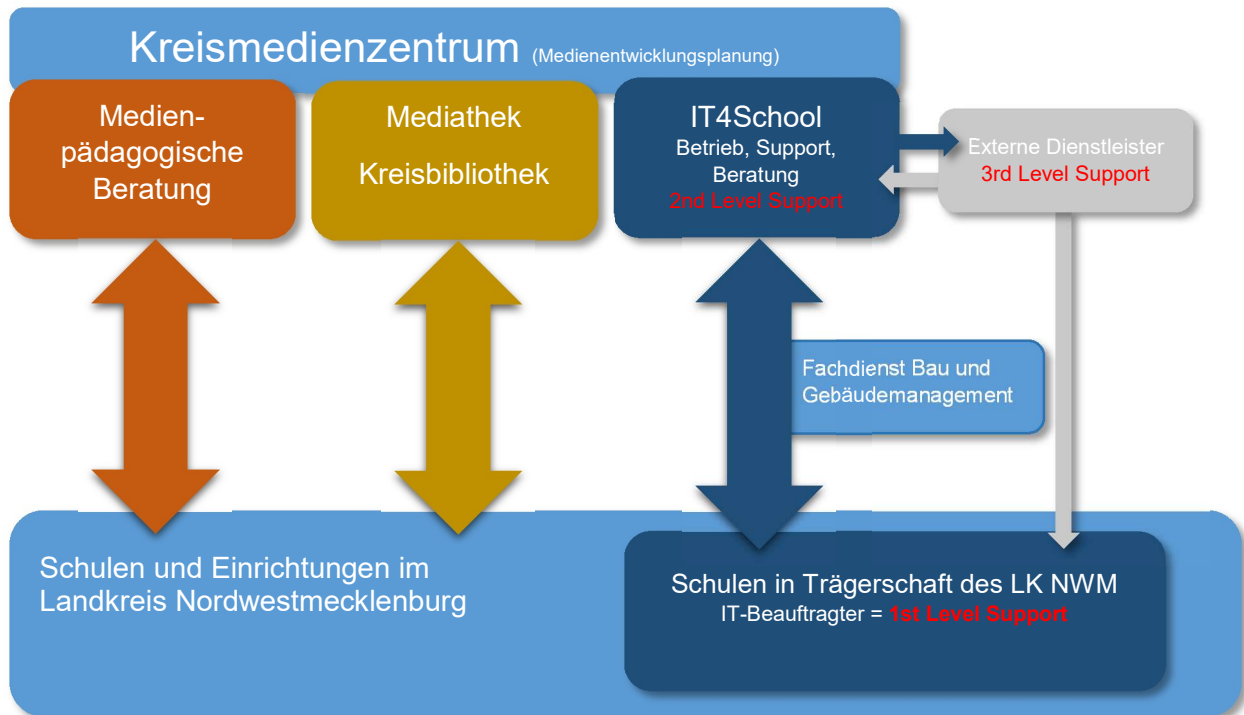 Kreismedienzentrum (Medienentwicklungsplanung)
Medien-
pädagogische
Beratung
Mediathek
Kreisbibliothek
IT4School
Betrieb, Support,
Beratung
2nd Level Support
Externe Dienstleister
3rd Level Support
Fachdienst Bau und
Gebäudemanagement
Schulen und Einrichtungen im
Landkreis Nordwestmecklenburg
Schulen in Trägerschaft des LK NWM
IT-Beauftragter = 1st Level Support